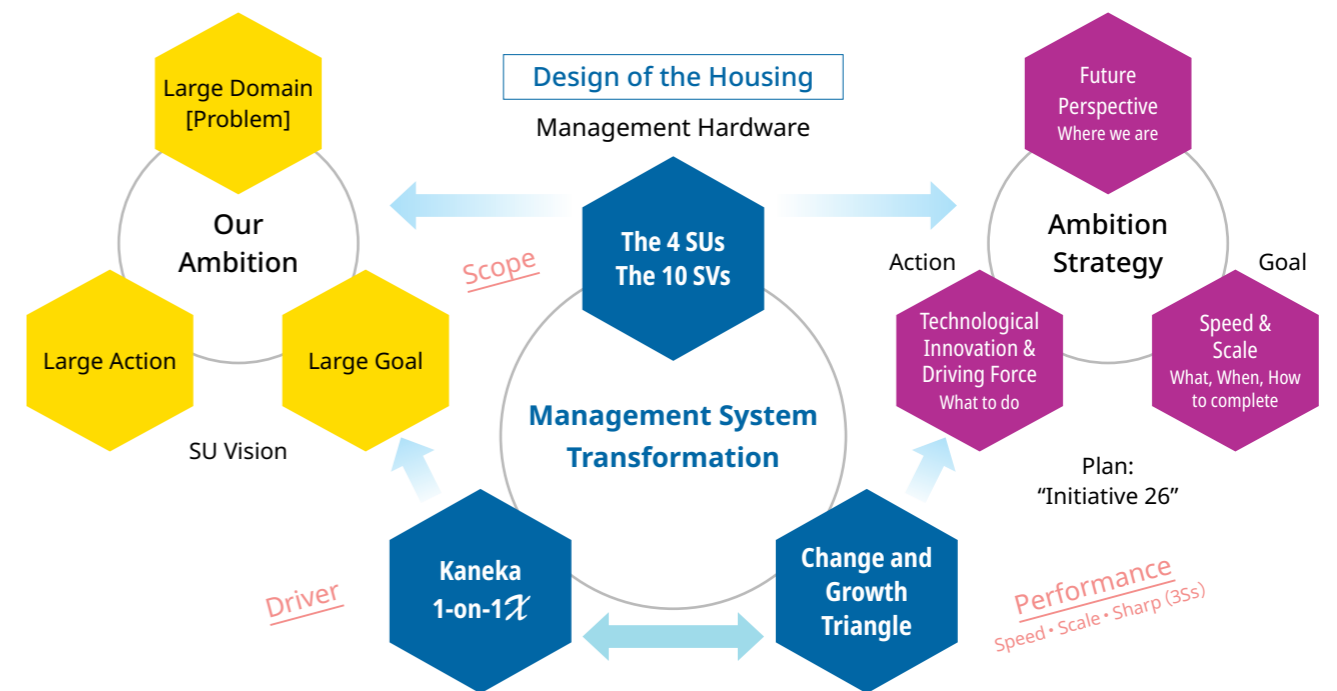 Design of the Housing
Management Hardware
Large Domain
[Problem]
Our
Ambition
Large Action
Large Goal
SU Vision
Scope
The 4 SUs
The 10 SVs
Management System
Transformation
Driver
Kaneka
1-on-1X
Change and
Growth
Triangle
Future
Perspective
Where we are
Ambition
Strategy
Action
Goal
Technological
Innovation &
Driving Force
What to do
Speed &
Scale
What, When, How
to complete
Plan:
“Initiative 26”
Performance
Speed・Scale・Sharp (3Ss)